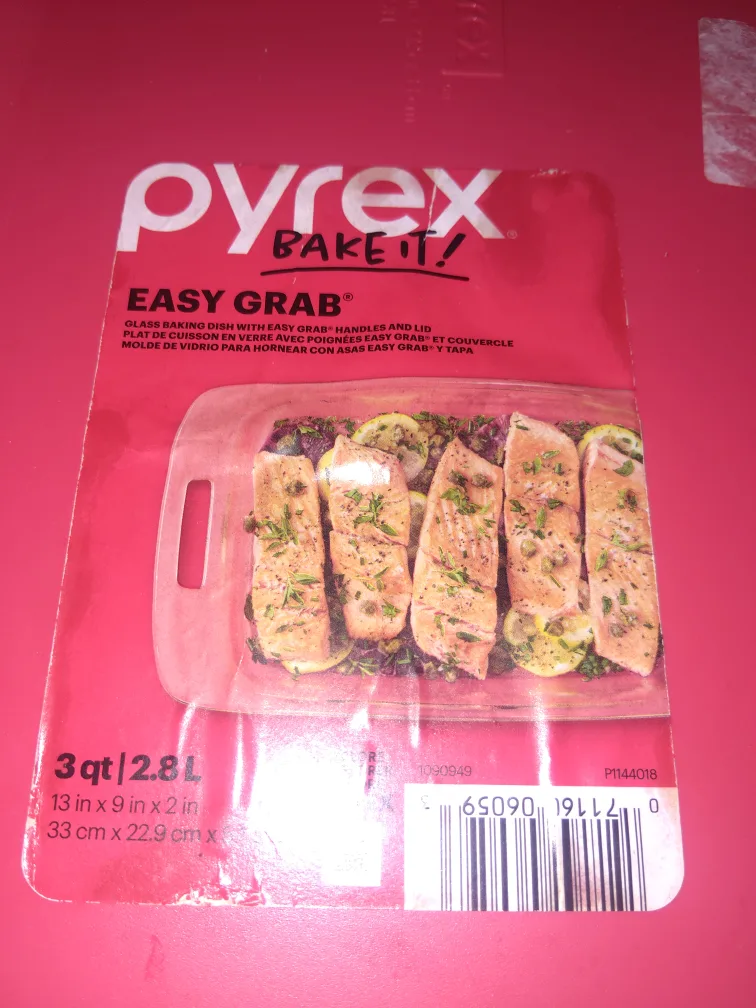 pyrex®
BAKE IT!
EASY GRAB®
GLASS BAKING DISH WITH EASY GRAB® HANDLES AND LID
PLAT DE CUISSON EN VERRE AVEC POIGNÉES EASY GRAB® ET COUVERCLE
MOLDE DE VIDRIO PARA HORNEAR CON ASAS EASY GRAB® Y TAPA
3 qt | 2.8 L
13 in x 9 in x 2 in
33 cm x 22.9 cm x
1090949
P1144018
0 71160 06059 3